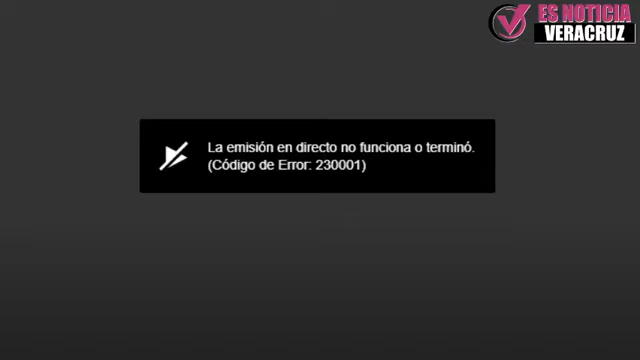 ES NOTICIA
VERACRUZ
La emisión en directo no funciona o terminó.
(Código de Error: 230001)